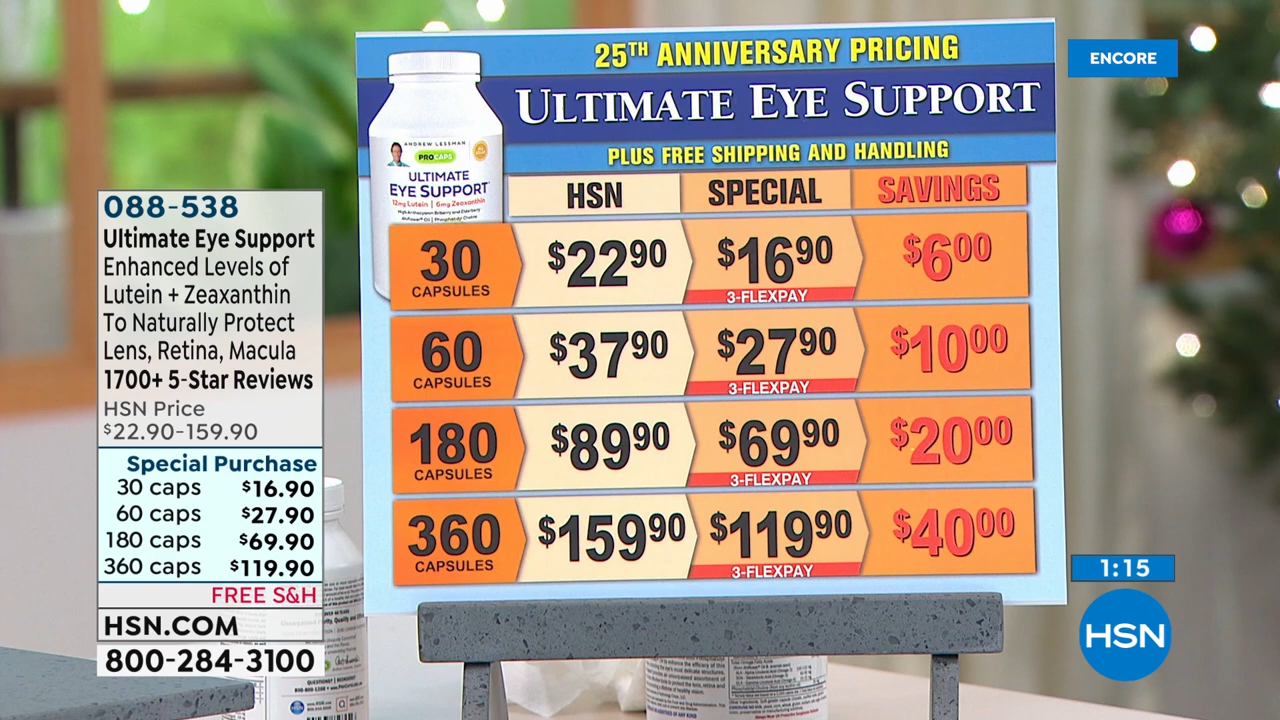 ENCORE
088-538
Ultimate Eye Support
Enhanced Levels of
Lutein + Zeaxanthin
To Naturally Protect
Lens, Retina, Macula
1700+ 5-Star Reviews
HSN Price
$22.90-159.90
Special Purchase
30 caps $16.90
60 caps $27.90
180 caps $69.90
360 caps $119.90
FREE S&H
HSN.COM
800-284-3100
25TH ANNIVERSARY PRICING
ULTIMATE EYE SUPPORT
PLUS FREE SHIPPING AND HANDLING
ANDREW LESSMAN
PROCAPS
ULTIMATE
EYE SUPPORT
12mg Lutein | 6mg Zeaxanthin
HSN SPECIAL SAVINGS
30 CAPSULES $22.90 $16.90 $6.00
3-FLEXPAY
60 CAPSULES $37.90 $27.90 $10.00
3-FLEXPAY
180 CAPSULES $89.90 $69.90 $20.00
3-FLEXPAY
360 CAPSULES $159.90 $119.90 $40.00
3-FLEXPAY
1:15
HSN